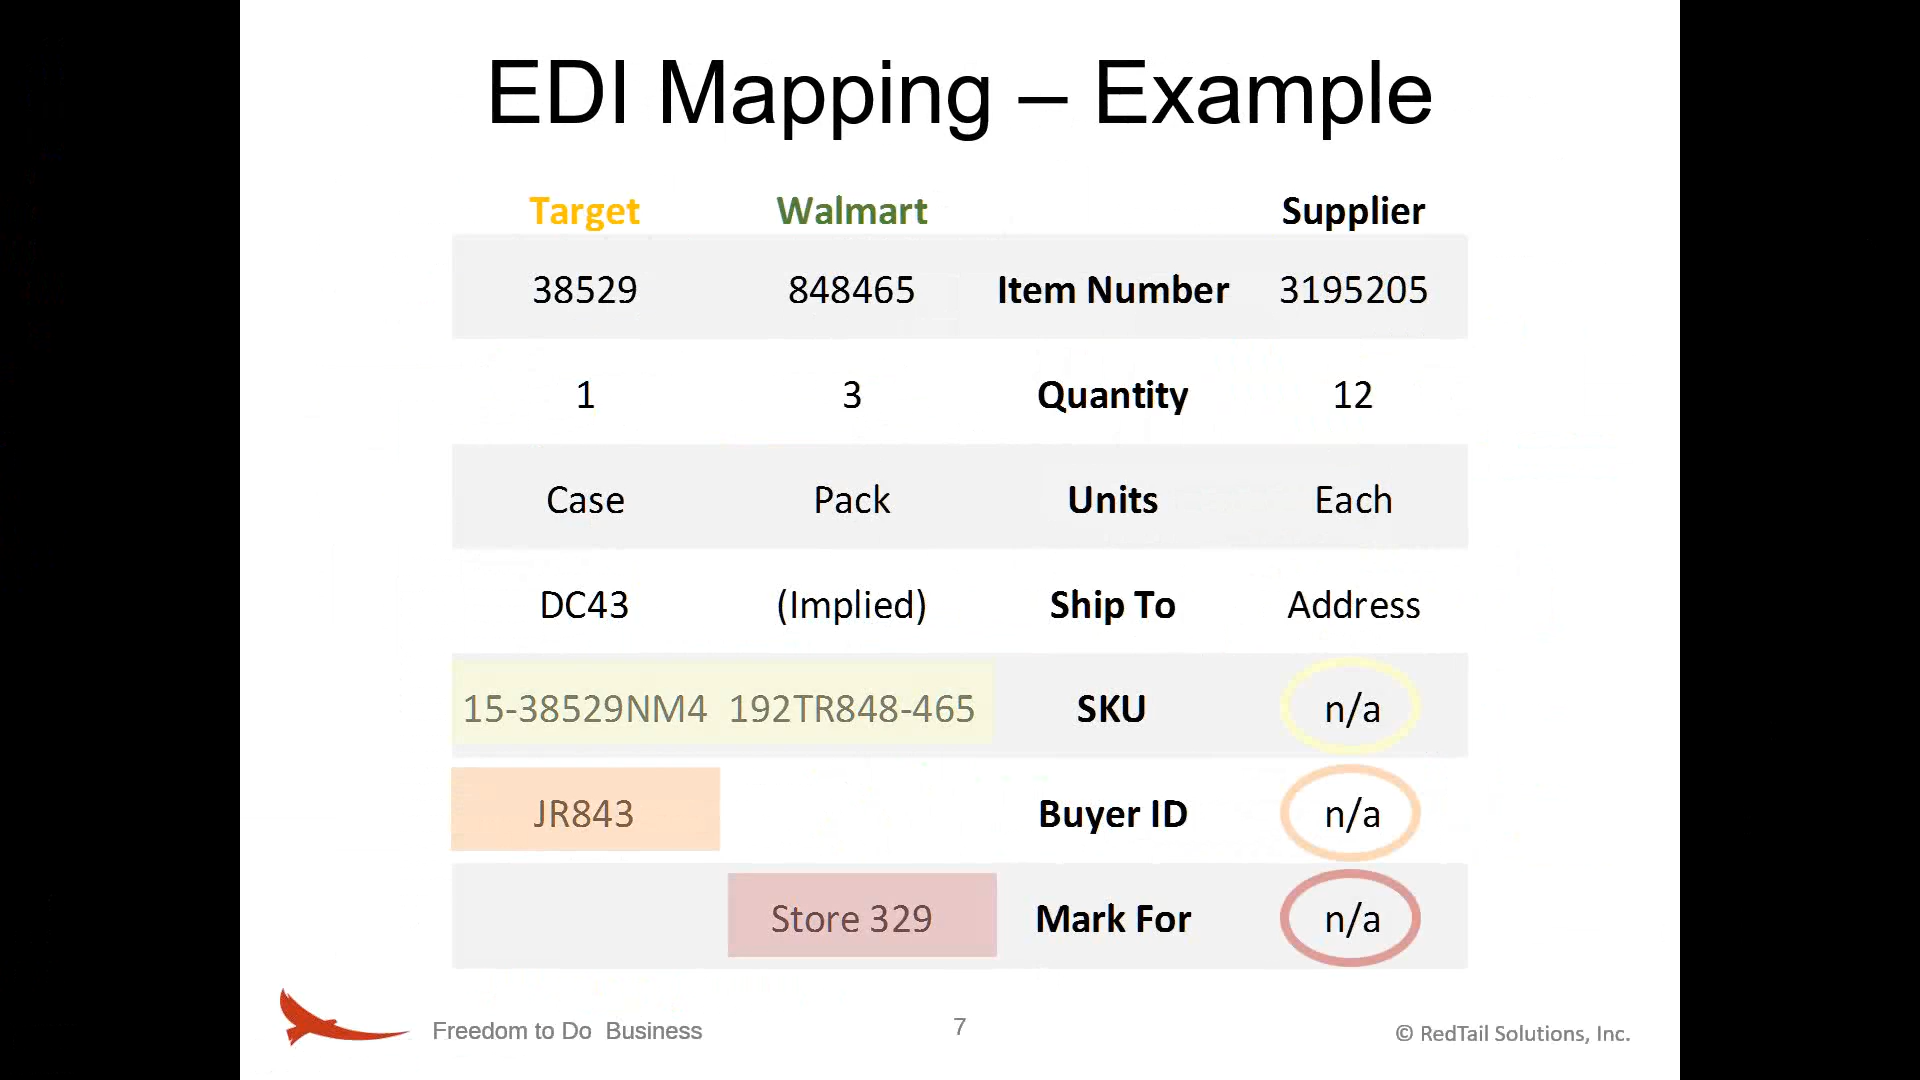 EDI Mapping – Example
Target Walmart Supplier
38529 848465 Item Number 3195205
1 3 Quantity 12
Case Pack Units Each
DC43 (Implied) Ship To Address
15-38529NM4 192TR848-465 SKU n/a
JR843 Buyer ID n/a
Store 329 Mark For n/a
Freedom to Do Business 7 © RedTail Solutions, Inc.